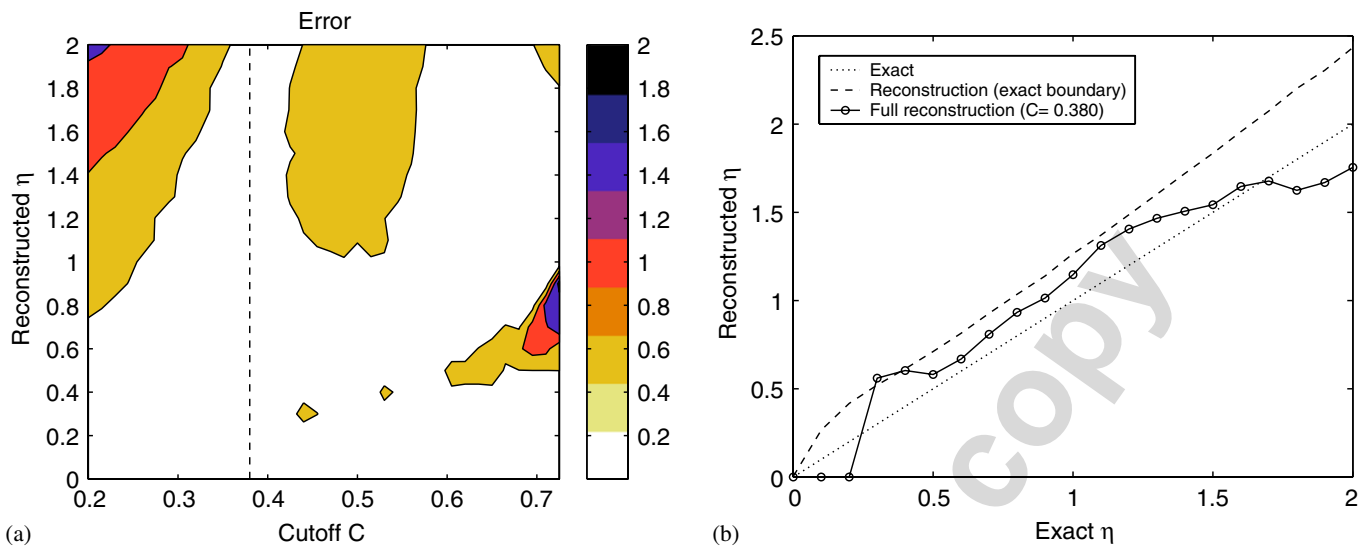 Error
2
1.8
1.6
1.4
1.2
1
0.8
0.6
0.4
0.2
0
Reconstructed η
0.2 0.3 0.4 0.5 0.6 0.7
Cutoff C
(a)
2
1.8
1.6
1.4
1.2
1
0.8
0.6
0.4
0.2
2.5
2
1.5
1
0.5
0
Reconstructed η
Exact
Reconstruction (exact boundary)
Full reconstruction (C= 0.380)
copy
0 0.5 1 1.5 2
Exact η
(b)